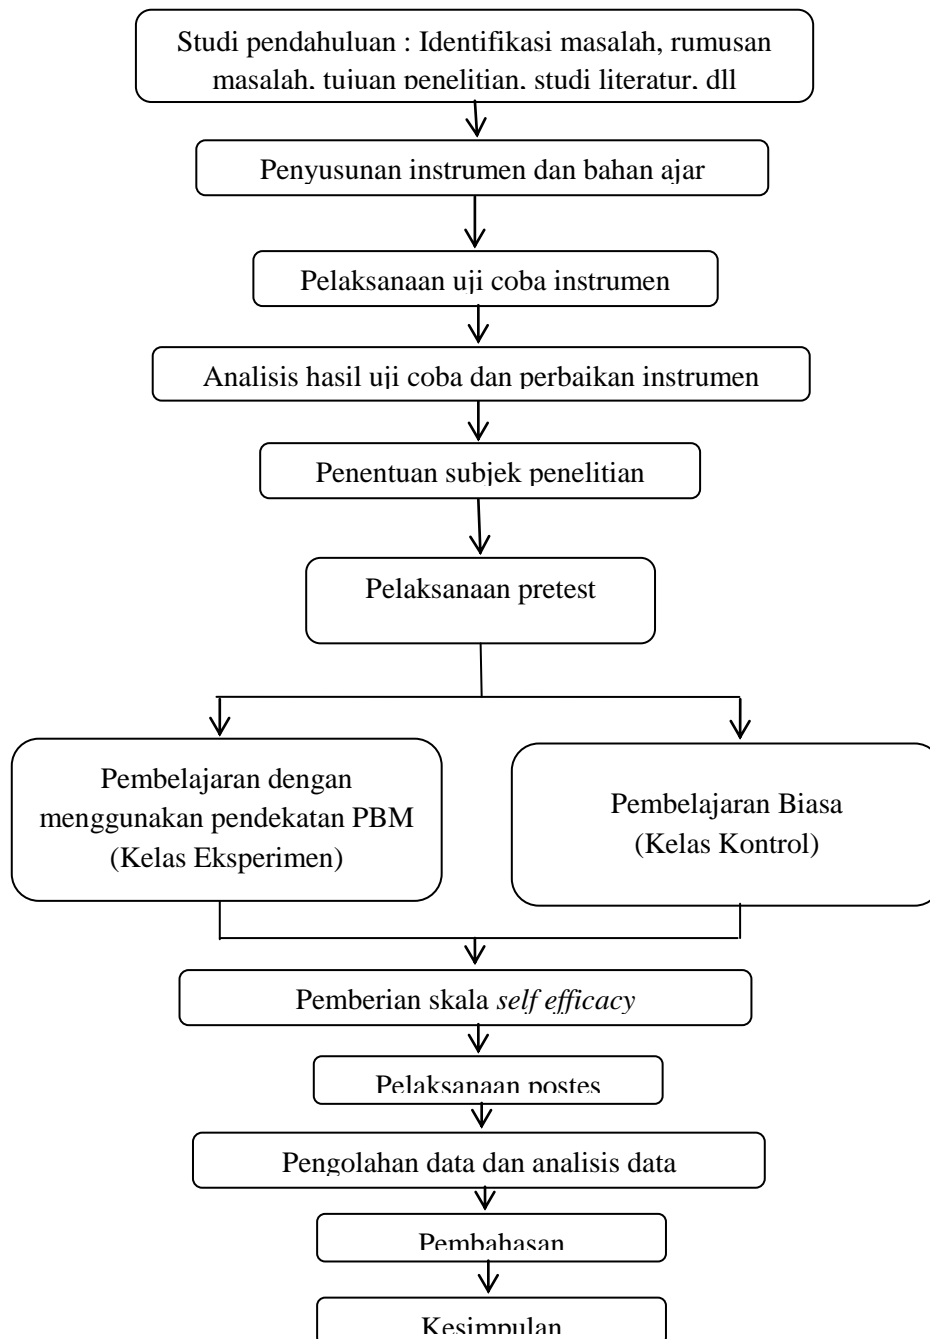 Studi pendahuluan : Identifikasi masalah, rumusan
masalah, tujuan penelitian, studi literatur, dll
Penyusunan instrumen dan bahan ajar
Pelaksanaan uji coba instrumen
Analisis hasil uji coba dan perbaikan instrumen
Penentuan subjek penelitian
Pelaksanaan pretest
Pembelajaran dengan
menggunakan pendekatan PBM
(Kelas Eksperimen)
Pembelajaran Biasa
(Kelas Kontrol)
Pemberian skala self efficacy
Pelaksanaan postes
Pengolahan data dan analisis data
Pembahasan
Kesimpulan